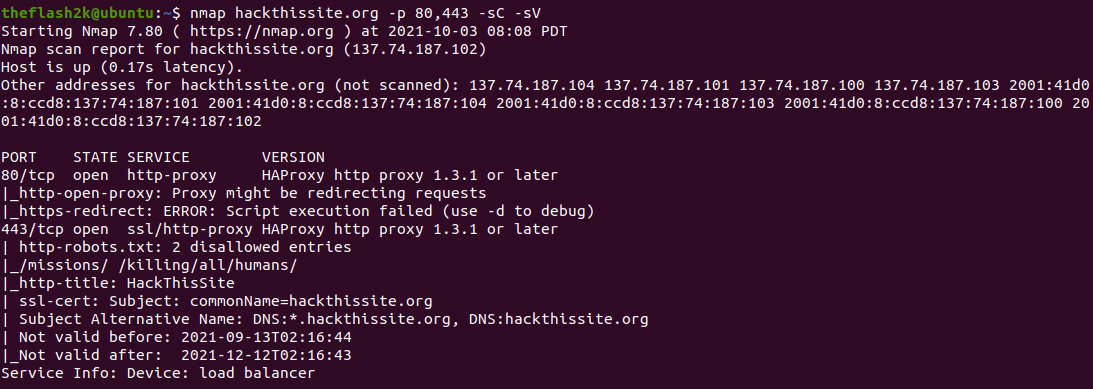 theflash2k@ubuntu:~$ nmap hackthissite.org -p 80,443 -sC -sV
Starting Nmap 7.80 ( https://nmap.org ) at 2021-10-03 08:08 PDT
Nmap scan report for hackthissite.org (137.74.187.102)
Host is up (0.17s latency).
Other addresses for hackthissite.org (not scanned): 137.74.187.104 137.74.187.101 137.74.187.100 137.74.187.103 2001:41d0
:8:ccd8:137:74:187:101 2001:41d0:8:ccd8:137:74:187:104 2001:41d0:8:ccd8:137:74:187:103 2001:41d0:8:ccd8:137:74:187:100 20
01:41d0:8:ccd8:137:74:187:102

PORT    STATE SERVICE        VERSION
80/tcp  open  http-proxy     HAProxy http proxy 1.3.1 or later
|_http-open-proxy: Proxy might be redirecting requests
|_https-redirect: ERROR: Script execution failed (use -d to debug)
443/tcp open  ssl/http-proxy HAProxy http proxy 1.3.1 or later
| http-robots.txt: 2 disallowed entries
|_/missions/ /killing/all/humans/
|_http-title: HackThisSite
| ssl-cert: Subject: commonName=hackthissite.org
| Subject Alternative Name: DNS:*.hackthissite.org, DNS:hackthissite.org
| Not valid before: 2021-09-13T02:16:44
|_Not valid after:  2021-12-12T02:16:43
Service Info: Device: load balancer